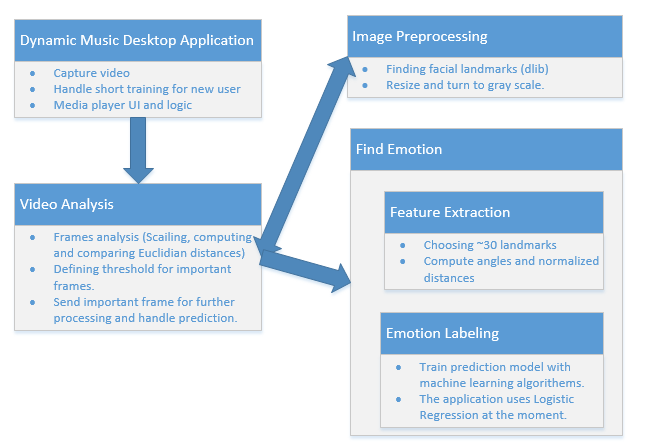 Dynamic Music Desktop Application
● Capture video
● Handle short training for new user
● Media player UI and logic
Video Analysis
● Frames analysis (Scailing, computing
and comparing Euclidian distances)
● Defining threshold for important
frames.
● Send important frame for further
processing and handle prediction.
Image Preprocessing
● Finding facial landmarks (dlib)
● Resize and turn to gray scale.
Find Emotion
Feature Extraction
● Choosing ~30 landmarks
● Compute angles and normalized
distances
Emotion Labeling
● Train prediction model with
machine learning algorithems.
● The application uses Logistic
Regression at the moment.